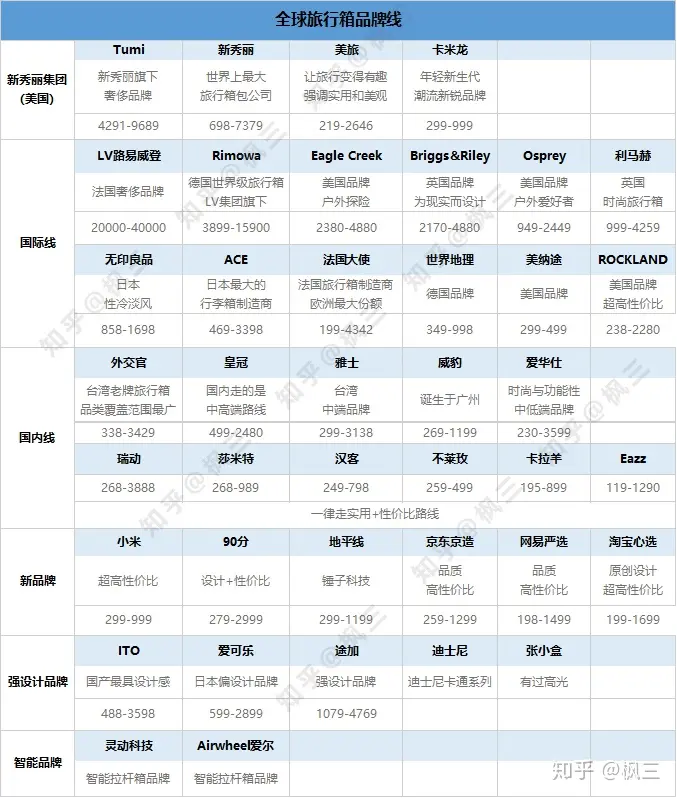 全球旅行箱品牌线
新秀丽集团
(美国)
Tumi 新秀丽 美旅 卡米龙
新秀丽旗下 世界上最大 让旅行变得有趣 年轻新生代
奢侈品牌 旅行箱包公司 强调实用和美观 潮流新锐品牌
4291-9689 698-7379 219-2646 299-999
国际线
LV路易威登 Rimowa Eagle Creek Briggs&Riley Osprey 利马赫
法国奢侈品牌 德国世界级旅行箱 美国品牌 英国品牌 美国品牌 英国
LV集团旗下 户外探险 为现实而设计 户外爱好者 时尚旅行箱
20000-40000 3899-15900 2380-4880 2170-4880 949-2449 999-4259
无印良品 ACE 法国大使 世界地理 美纳途 ROCKLAND
日本 日本最大的 法国旅行箱制造商 德国品牌 美国品牌 美国品牌
性冷淡风 行李箱制造商 欧洲最大份额 超高性价比
858-1698 469-3398 199-4342 349-998 299-499 238-2280
国内线
外交官 皇冠 雅士 威豹 爱华仕
台湾老牌旅行箱 国内走的是 台湾 诞生于广州 时尚与功能性
品类覆盖范围最广 中高端路线 中端品牌 中低端品牌
338-3429 499-2480 299-3138 269-1199 230-3599
瑞动 莎米特 汉客 不莱玫 卡拉羊 Eazz
268-3888 268-989 249-798 259-499 195-899 119-1290
一律走实用+性价比路线
新品牌
小米 90分 地平线 京东京造 网易严选 淘宝心选
超高性价比 设计+性价比 锤子科技 品质 品质 原创设计
高性价比 高性价比 超高性价比
299-999 279-2999 299-1199 259-1299 198-1499 199-1699
强设计品牌
ITO 爱可乐 途加 迪士尼 张小盒
国产最具设计感 日本偏设计品牌 强设计品牌 迪士尼卡通系列 有过高光
488-3598 599-2899 1079-4769
智能品牌
灵动科技 Airwheel爱尔
智能拉杆箱品牌 智能拉杆箱品牌
知乎 @枫三